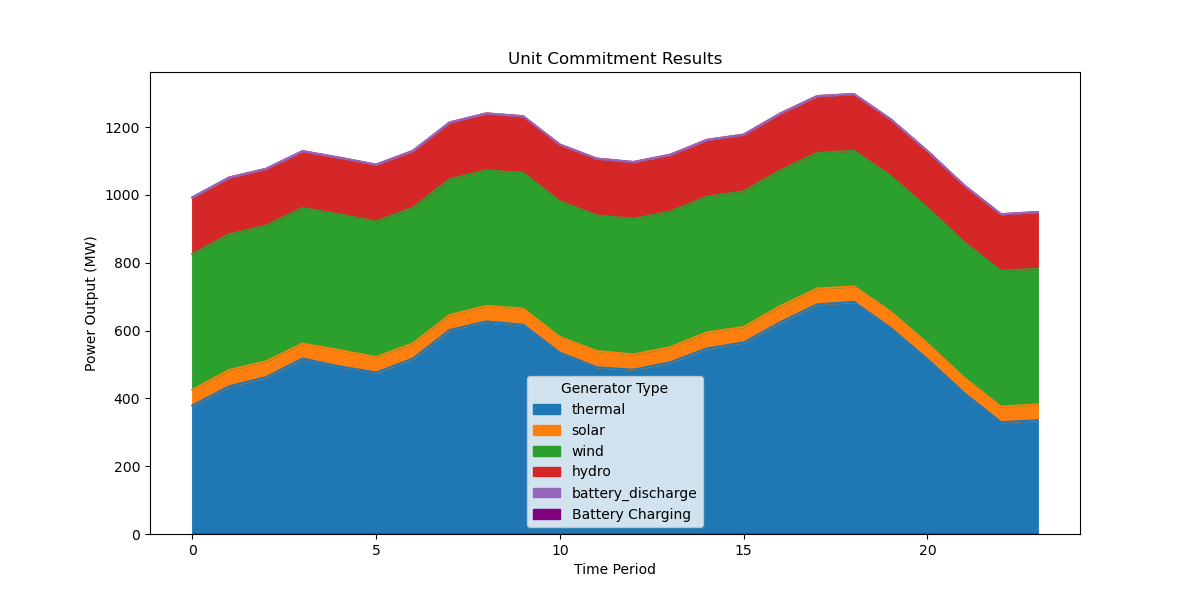 Unit Commitment Results
Power Output (MW)
1200
1000
800
600
400
200
0
Generator Type
thermal
solar
wind
hydro
battery_discharge
Battery Charging
0 5 10 15 20
Time Period